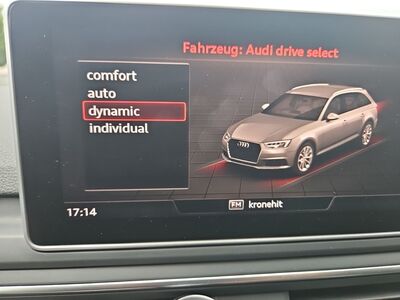 Fahrzeug: Audi drive select
comfort
auto
dynamic
individual
17:14
FM kronehit